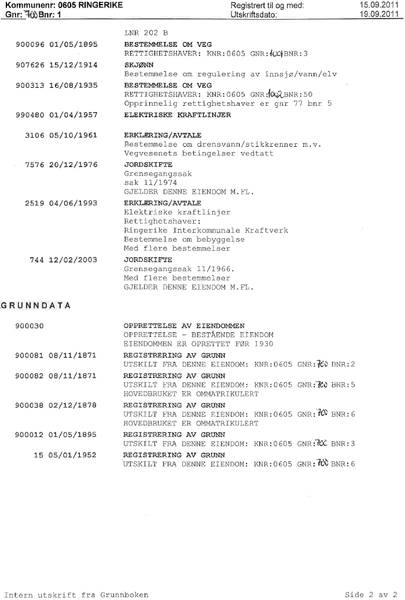 Kommunenr: 0605 RINGERIKE Registrert til og med: 15.09.2011
Gnr: 700 Bnr: 1 Utskriftsdato: 19.09.2011
LNR 202 B
900096 01/05/1895 BESTEMMELSE OM VEG
RETTIGHETSHAVER: KNR:0605 GNR: BNR:3
907626 15/12/1914 SKJØNN
Bestemmelse om regulering av innsjø/vann/elv
900313 16/08/1935 BESTEMMELSE OM VEG
RETTIGHETSHAVER: KNR:0605 GNR: BNR:50
Opprinnelig rettighetshaver er gnr 77 bnr 5
990480 01/04/1957 ELEKTRISKE KRAFTLINJER
3106 05/10/1961 ERKLÆRING/AVTALE
Bestemmelse om drensvann/stikkrenner m.v.
Vegvesenets betingelser vedtatt
7576 20/12/1976 JORDSKIFTE
Grensegangssak
sak 11/1974
GJELDER DENNE EIENDOM M.FL.
2519 04/06/1993 ERKLÆRING/AVTALE
Elektriske kraftlinjer
Rettighetshaver:
Ringerike Interkommunale Kraftverk
Bestemmelse om bebyggelse
Med flere bestemmelser
744 12/02/2003 JORDSKIFTE
Grensegangssak 11/1966.
Med flere bestemmelser
GJELDER DENNE EIENDOM M.FL.
GRUNNDATA
900030 OPPRETTELSE AV EIENDOMMEN
OPPRETTELSE - BESTÅENDE EIENDOM
EIENDOMMEN ER OPRETTET FØR 1930
900081 08/11/1871 REGISTRERING AV GRUNN
UTSKILT FRA DENNE EIENDOM: KNR:0605 GNR:700 BNR:2
900082 08/11/1871 REGISTRERING AV GRUNN
UTSKILT FRA DENNE EIENDOM: KNR:0605 GNR:700 BNR:5
HOVEDBRUKET ER OMMATRIKULERT
900038 02/12/1878 REGISTRERING AV GRUNN
UTSKILT FRA DENNE EIENDOM: KNR:0605 GNR:700 BNR:6
HOVEDBRUKET ER OMMATRIKULERT
900012 01/05/1895 REGISTRERING AV GRUNN
UTSKILT FRA DENNE EIENDOM: KNR:0605 GNR:700 BNR:3
15 05/01/1952 REGISTRERING AV GRUNN
UTSKILT FRA DENNE EIENDOM: KNR:0605 GNR:700 BNR:6
Intern utskrift fra Grunnboken Side 2 av 2